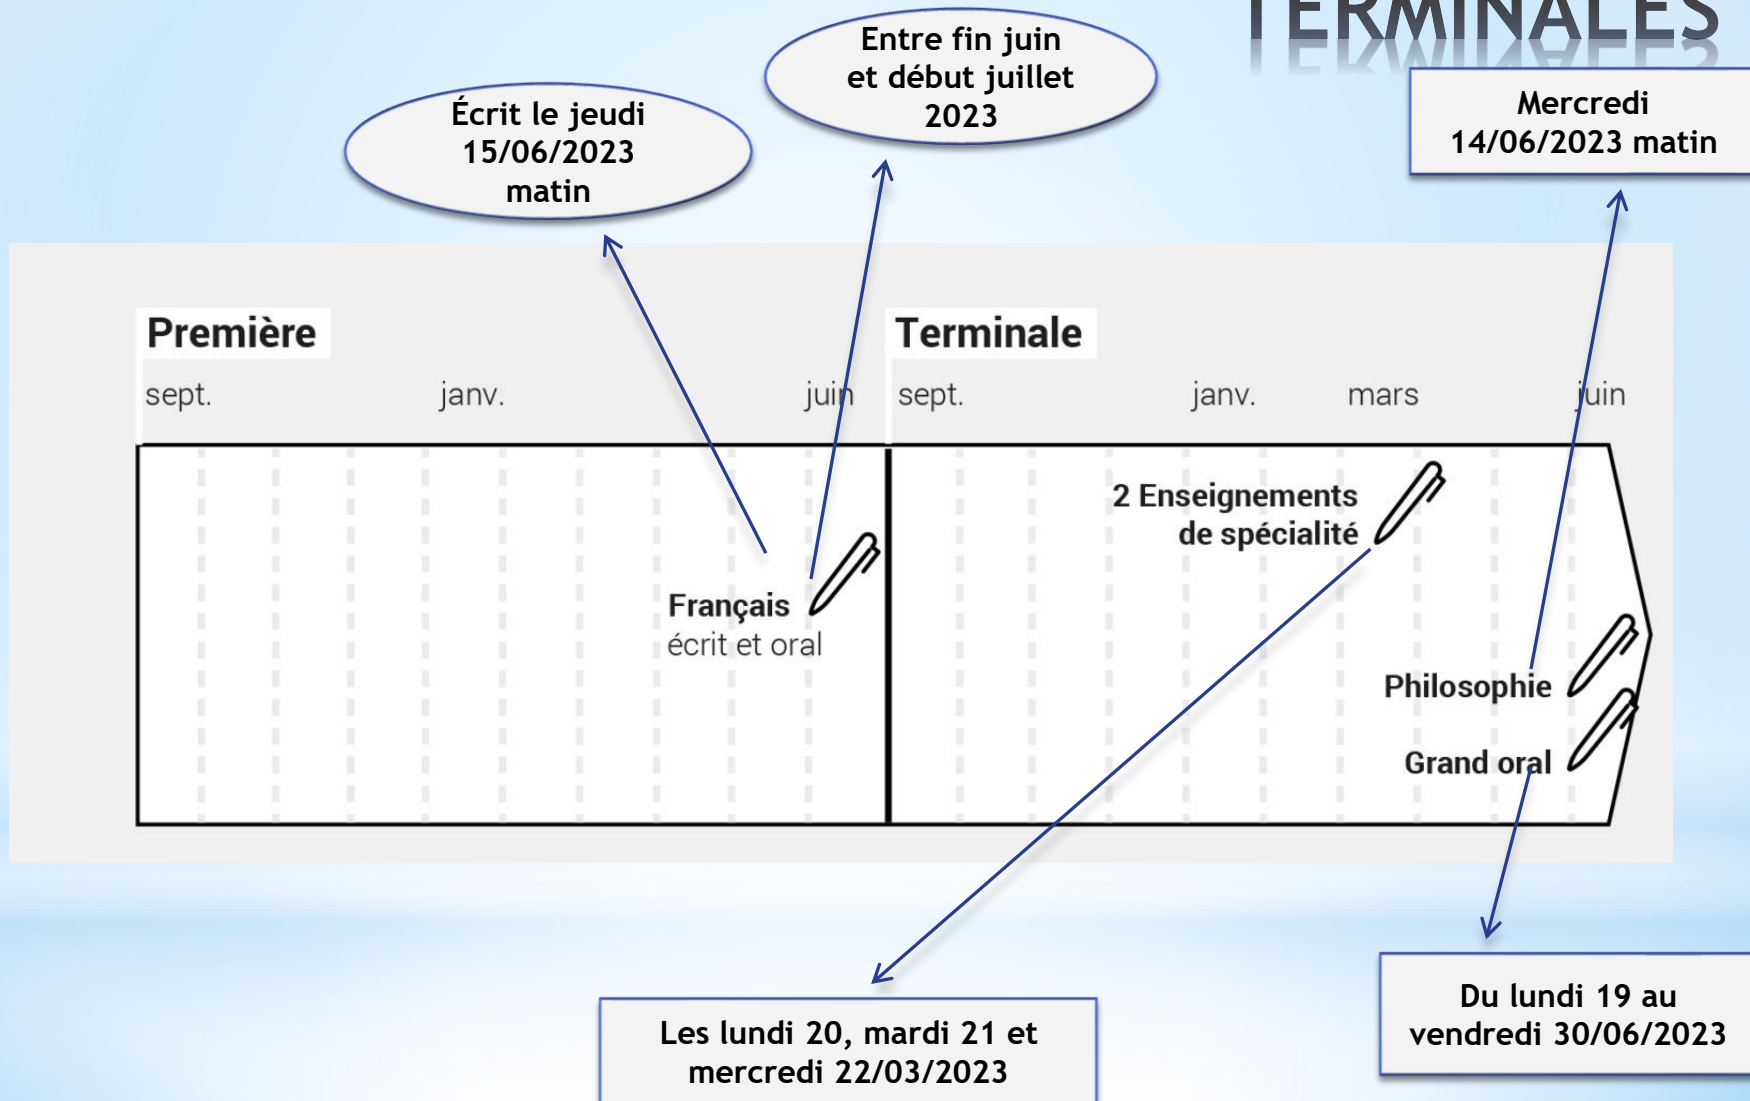 TERMINALES
Entre fin juin
et début juillet
2023
Écrit le jeudi
15/06/2023
matin
Mercredi
14/06/2023 matin
Première
Terminale
sept.
janv.
juin
sept.
janv.
mars
juin
2 Enseignements
de spécialité
Français
écrit et oral
Philosophie
Grand oral
Les lundi 20, mardi 21 et
mercredi 22/03/2023
Du lundi 19 au
vendredi 30/06/2023